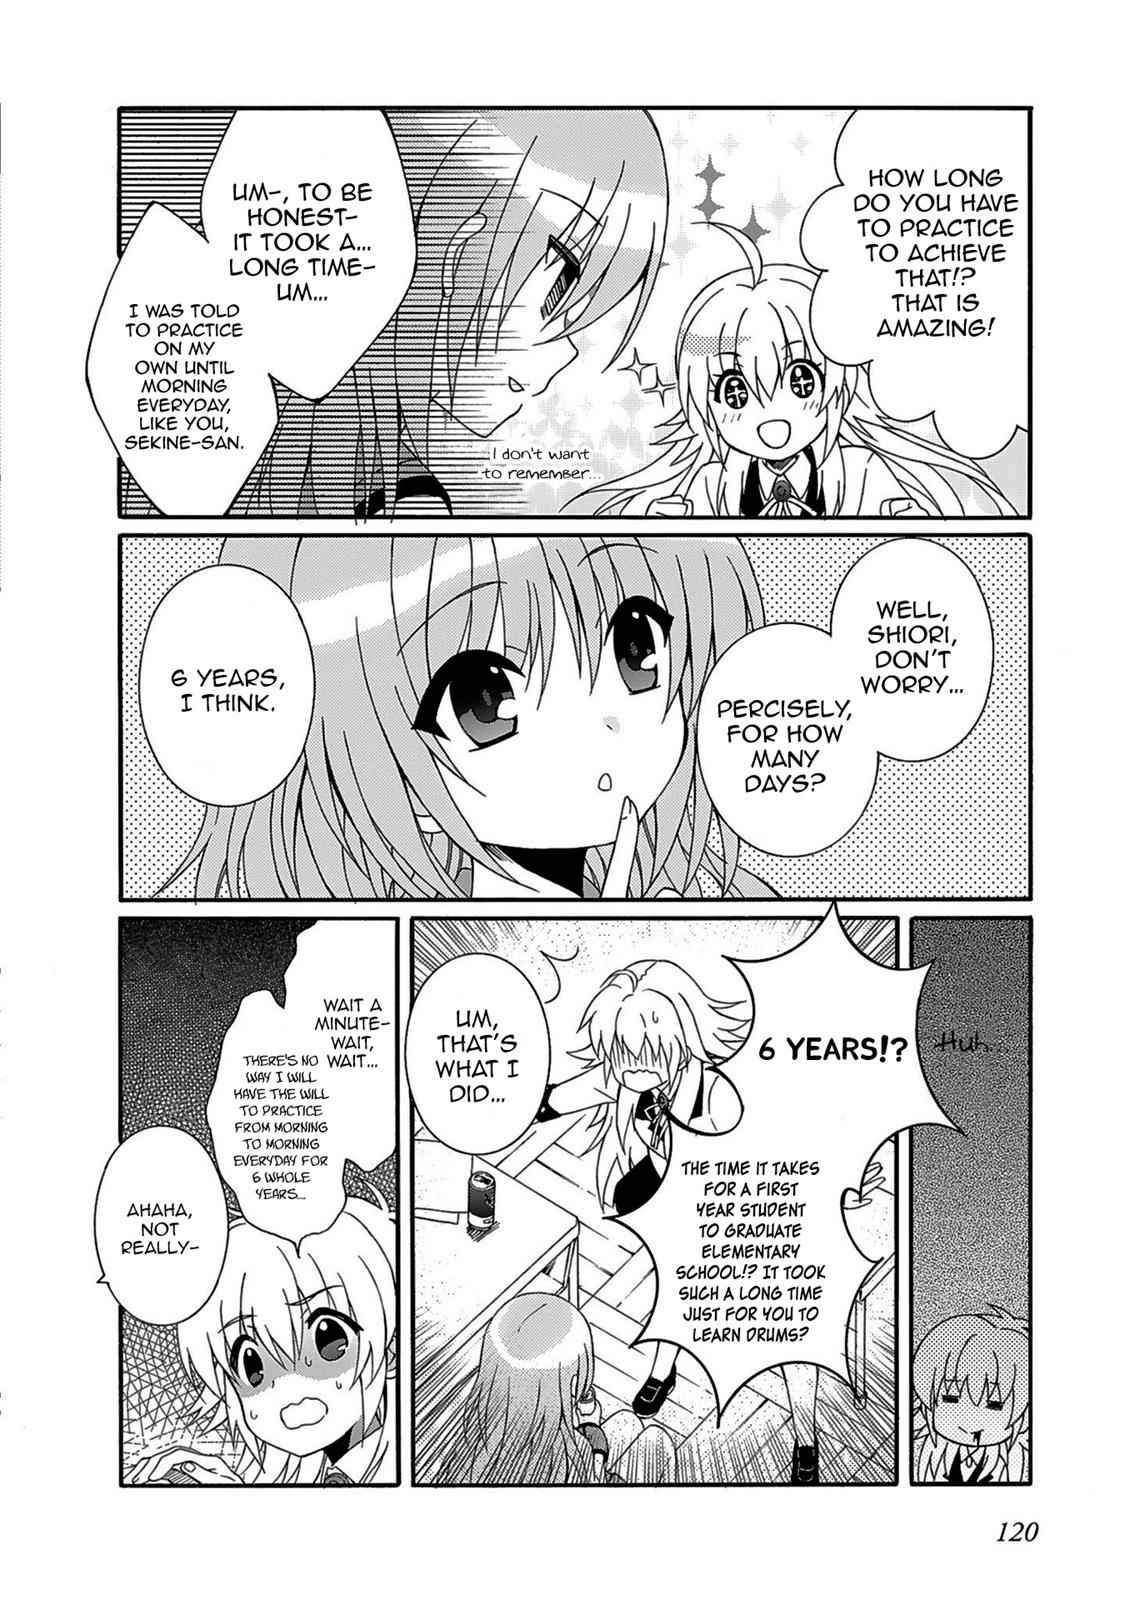 HOW LONG
DO YOU HAVE
TO PRACTICE
TO ACHIEVE
THAT!?
THAT IS
AMAZING!
I don't want
to remember...
UM-, TO BE
HONEST-
IT TOOK A...
LONG TIME-
UM...
I WAS TOLD
TO PRACTICE
ON MY
OWN UNTIL
MORNING
EVERYDAY,
LIKE YOU,
SEKINE-SAN.
WELL,
SHIORI,
DON'T
WORRY...
PERCISELY,
FOR HOW
MANY
DAYS?
6 YEARS,
I THINK.
Huh...
6 YEARS!?
THE TIME IT TAKES
FOR A FIRST
YEAR STUDENT
TO GRADUATE
ELEMENTARY
SCHOOL!? IT TOOK
SUCH A LONG TIME
JUST FOR YOU TO
LEARN DRUMS?
UM,
THAT'S
WHAT I
DID...
WAIT A
MINUTE-
WAIT,
WAIT...
THERE'S NO
WAY I WILL
HAVE THE WILL
TO PRACTICE
FROM MORNING
TO MORNING
EVERYDAY FOR
6 WHOLE
YEARS...
AHAHA,
NOT
REALLY-
120